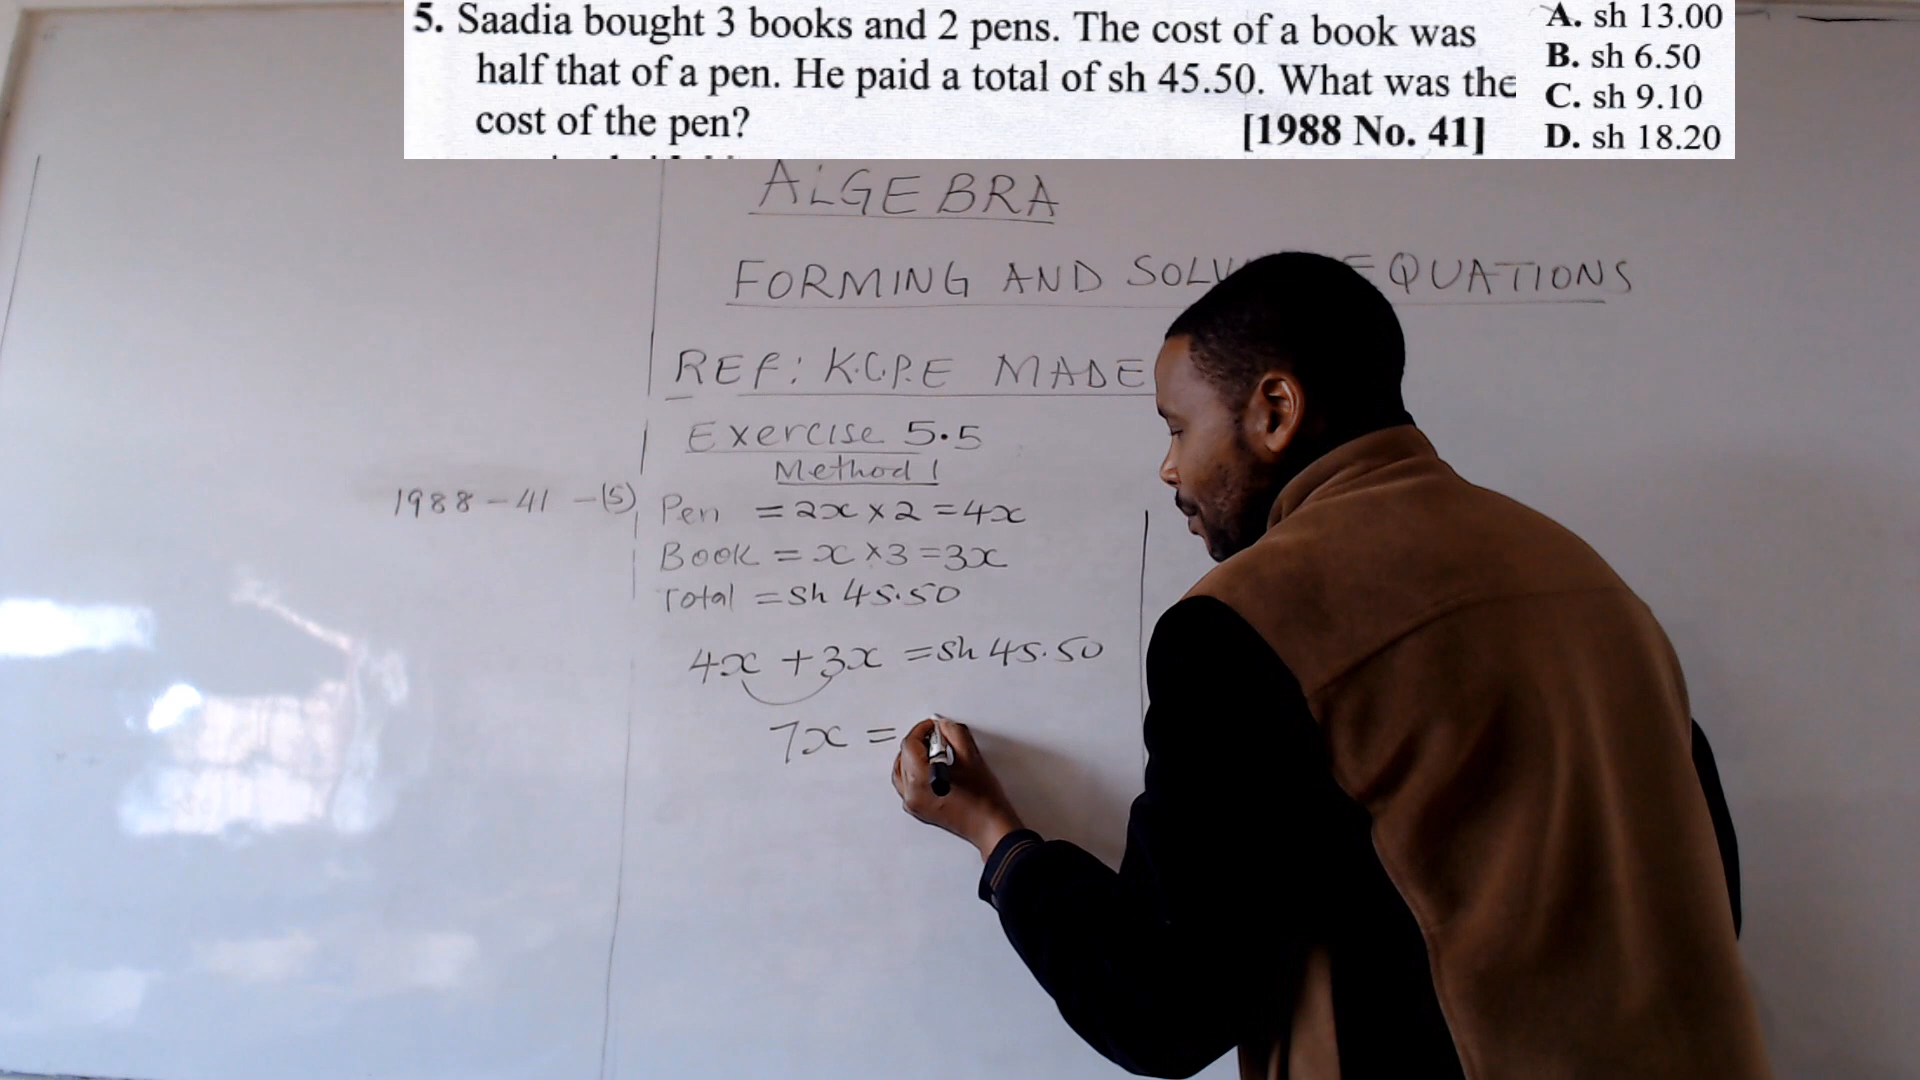 5. Saadia bought 3 books and 2 pens. The cost of a book was
half that of a pen. He paid a total of sh 45.50. What was the
cost of the pen? [1988 No. 41]
A. sh 13.00
B. sh 6.50
C. sh 9.10
D. sh 18.20
ALGEBRA
FORMING AND EQUATIONS
REF: K.C.P.E MADE
Exercise 5.5
Method 1
1988 - 41 - (5)
Pen = 2x × 2 = 4x
Book = x × 3 = 3x
Total = Sh 45.50
4x + 3x = Sh 45.50
7x =